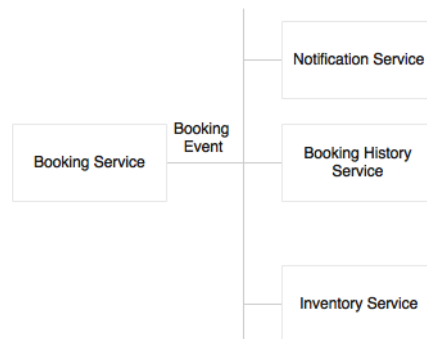 Notification Service
Booking
Event
Booking Service
Booking History
Service
Inventory Service